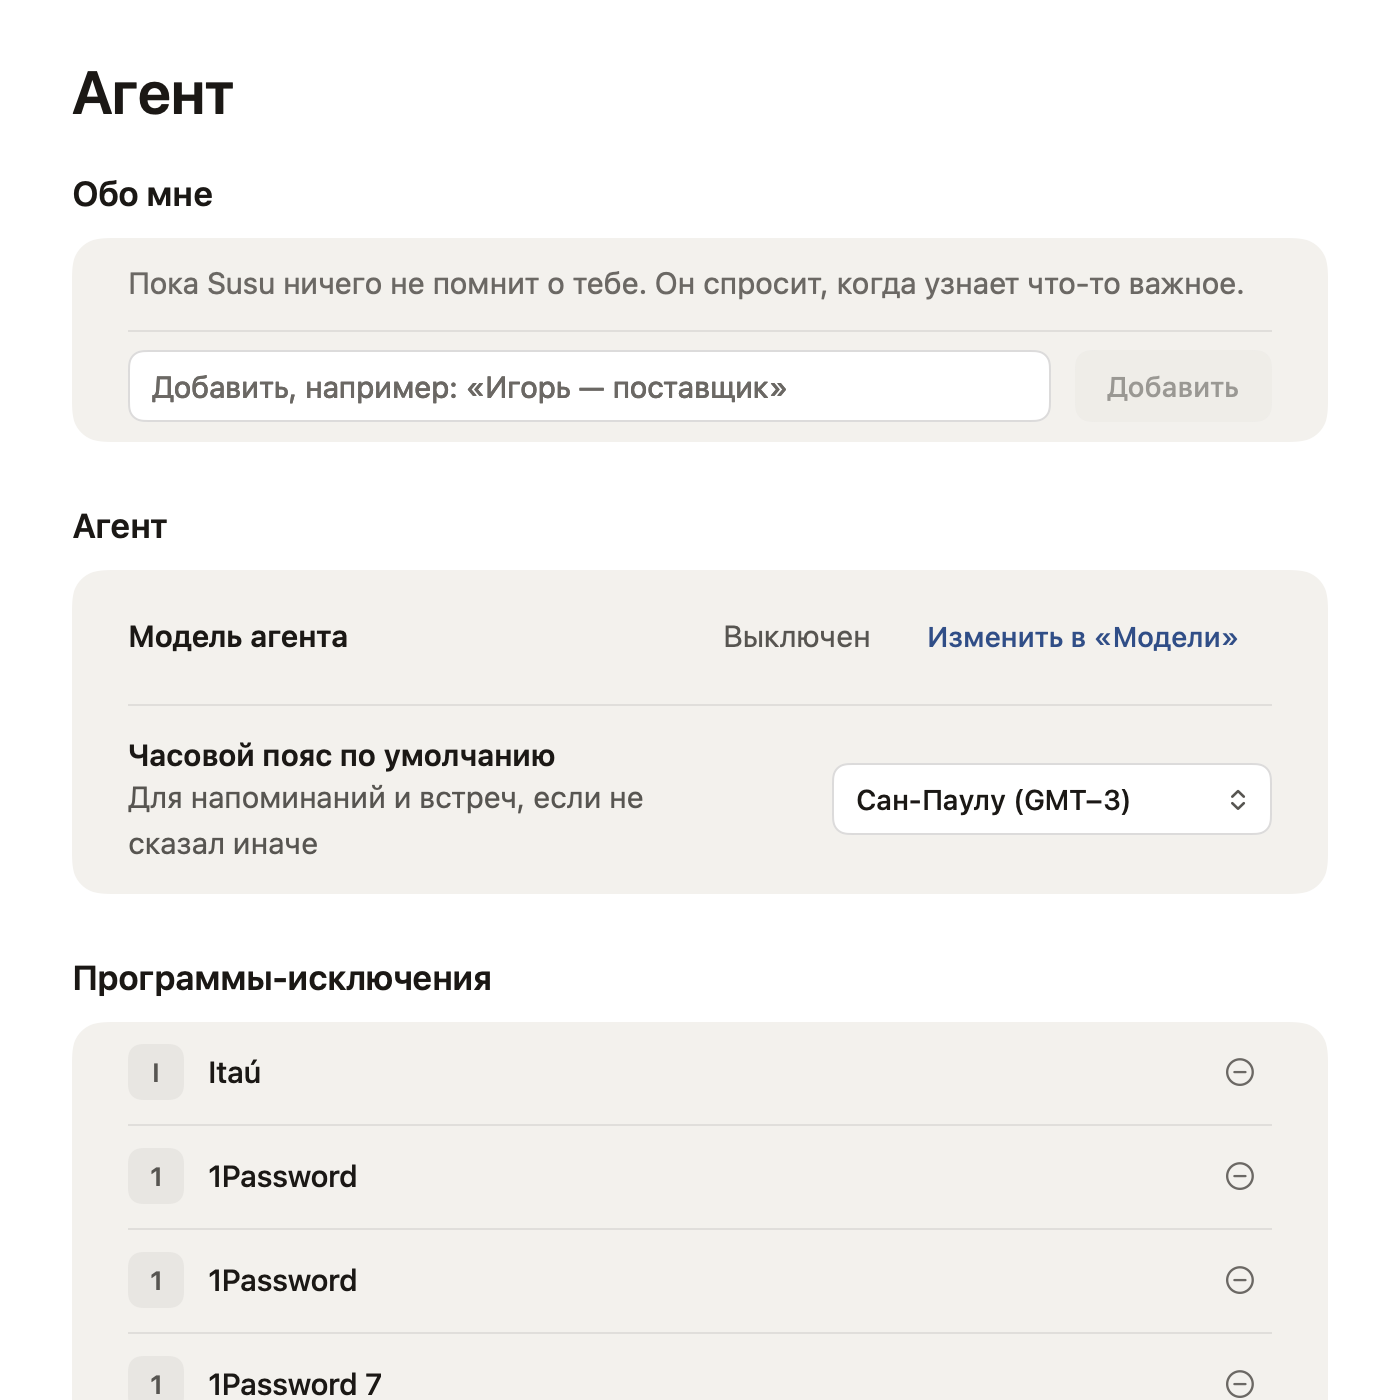 Агент
Обо мне
Пока Susu ничего не помнит о тебе. Он спросит, когда узнает что-то важное.
Добавить, например: «Игорь — поставщик»
Добавить
Агент
Модель агента
Выключен
Изменить в «Модели»
Часовой пояс по умолчанию
Для напоминаний и встреч, если не
сказал иначе
Сан-Паулу (GMT−3)
Программы-исключения
I
Itaú
1
1Password
1
1Password
1
1Password 7